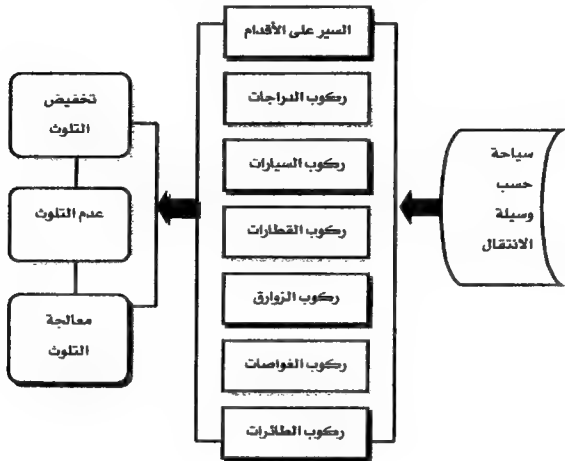 سياحة
حسب
وسيلة
الانتقال
السير على الأقدام
ركوب الدراجات
ركوب السيارات
ركوب القطارات
ركوب الزوارق
ركوب الغواصات
ركوب الطائرات
تخفيض
التلوث
عدم التلوث
معالجة
التلوث